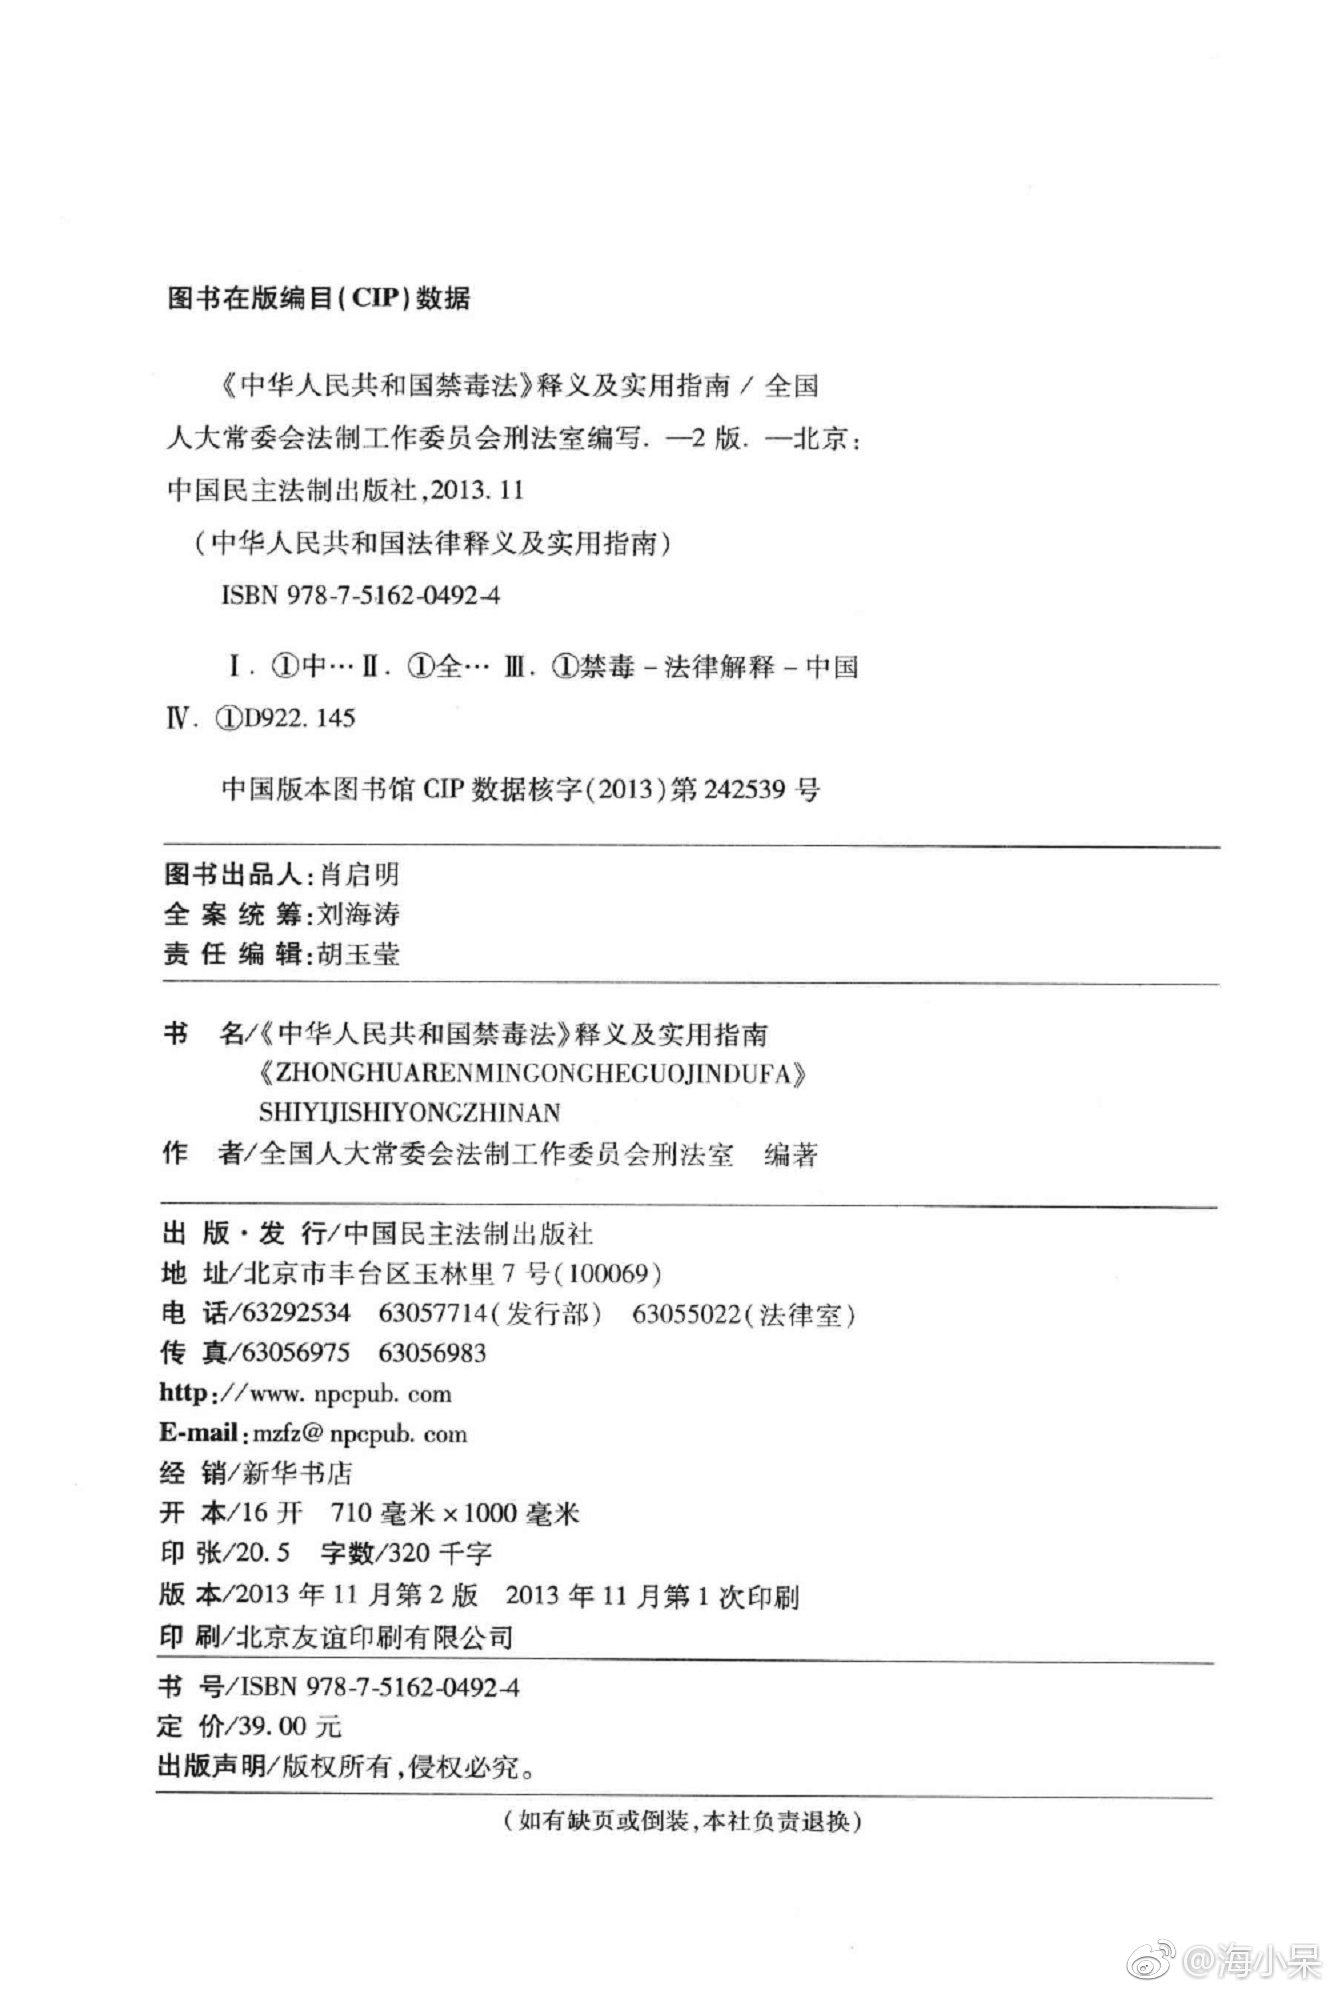 图书在版编目(CIP)数据
《中华人民共和国禁毒法》释义及实用指南 / 全国
人大常委会法制工作委员会刑法室编写. —2 版. —北京:
中国民主法制出版社,2013. 11
(中华人民共和国法律释义及实用指南)
ISBN 978-7-5162-0492-4
Ⅰ. ①中… Ⅱ. ①全… Ⅲ. ①禁毒 – 法律解释 – 中国
Ⅳ. ①D922. 145
中国版本图书馆 CIP 数据核字(2013)第 242539 号
图书出品人:肖启明
全 案 统 筹:刘海涛
责 任 编 辑:胡玉莹
书 名/《中华人民共和国禁毒法》释义及实用指南
《ZHONGHUARENMINGONGHEGUOJINDUFA》
SHIYIJISHIYONGZHINAN
作 者/全国人大常委会法制工作委员会刑法室 编著
出 版·发 行/中国民主法制出版社
地 址/北京市丰台区玉林里 7 号(100069)
电 话/63292534 63057714(发行部) 63055022(法律室)
传 真/63056975 63056983
http://www. npcpub. com
E-mail:mzfz@ npcpub. com
经 销/新华书店
开 本/16 开 710 毫米 × 1000 毫米
印 张/20. 5 字数/320 千字
版 本/2013 年 11 月第 2 版 2013 年 11 月第 1 次印刷
印 刷/北京友谊印刷有限公司
书 号/ISBN 978-7-5162-0492-4
定 价/39. 00 元
出版声明/版权所有,侵权必究。
(如有缺页或倒装,本社负责退换)
@海小呆